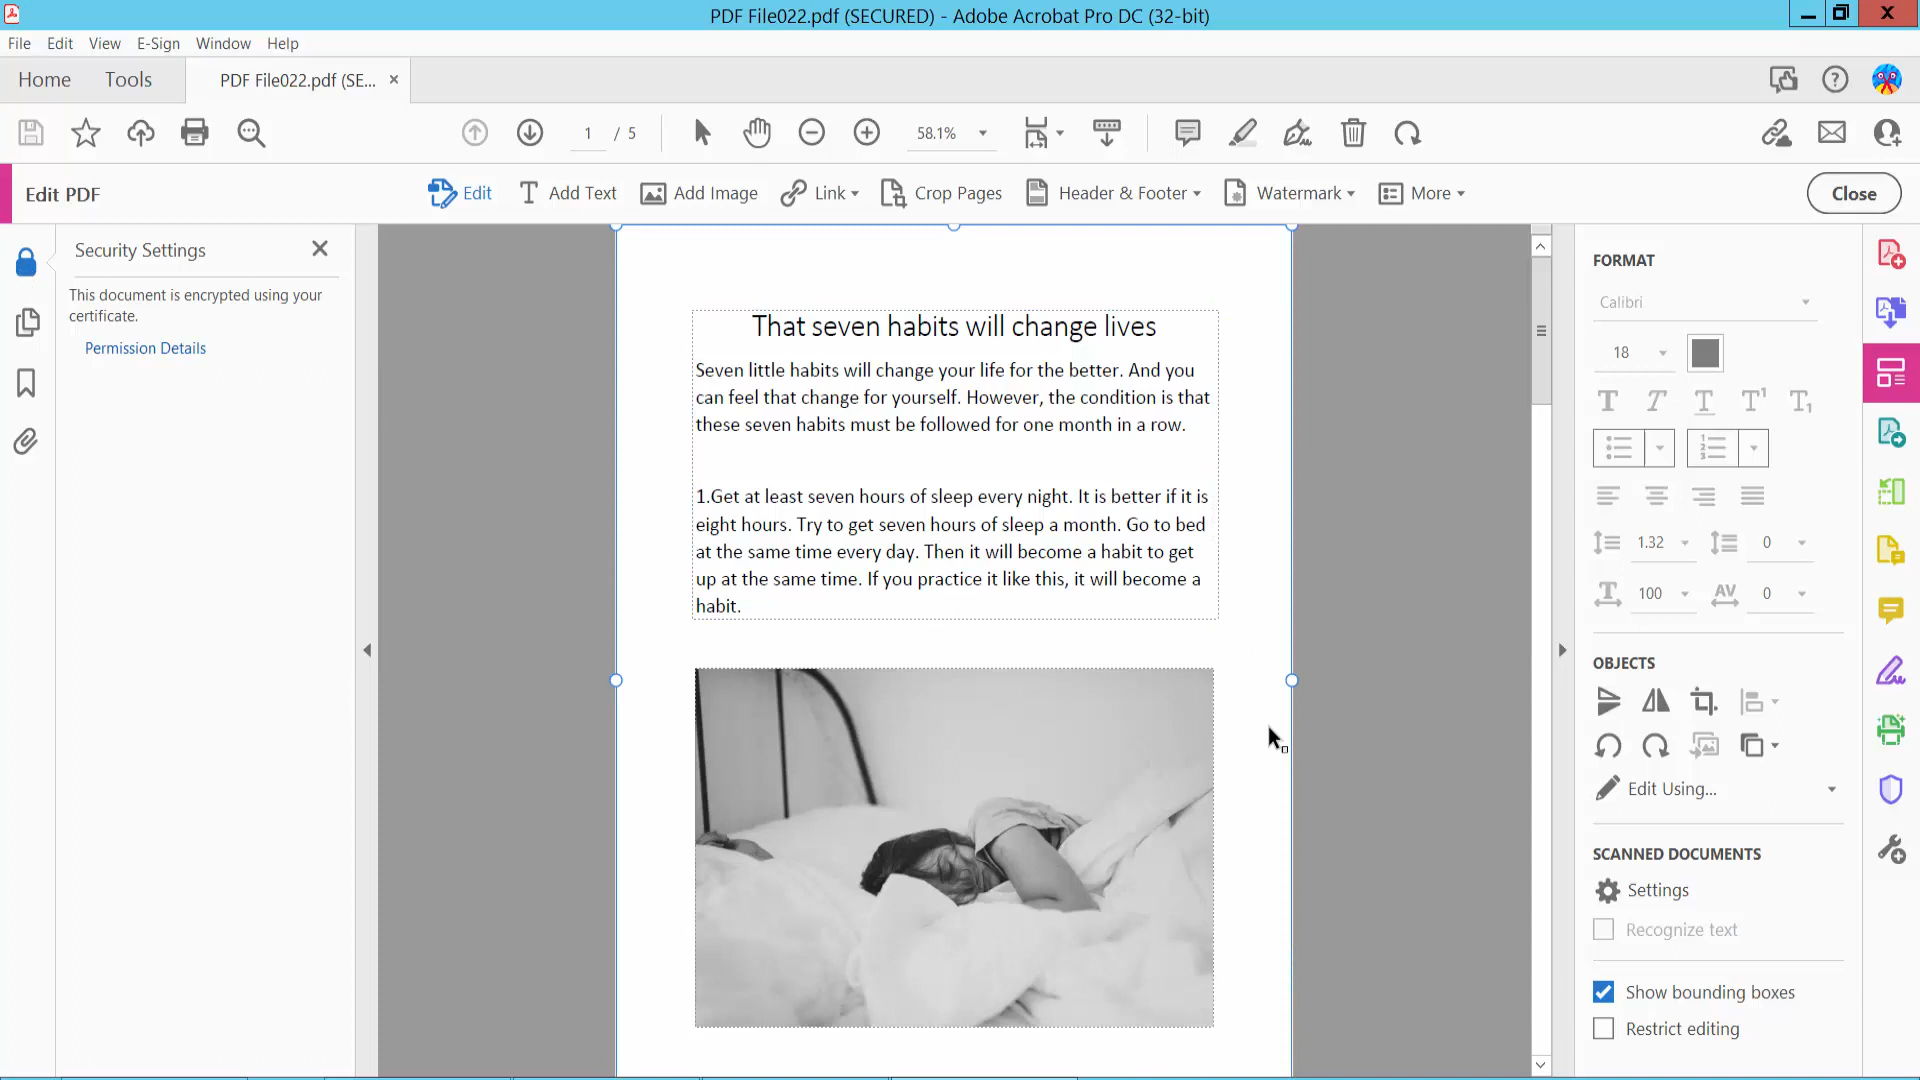 PDF File022.pdf (SECURED) - Adobe Acrobat Pro DC (32-bit)
File Edit View E-Sign Window Help
Home Tools PDF File022.pdf (SE... ×
1 / 5 58.1%
Edit PDF Edit Add Text Add Image Link Crop Pages Header & Footer Watermark More Close
Security Settings
This document is encrypted using your
certificate.
Permission Details
That seven habits will change lives
Seven little habits will change your life for the better. And you
can feel that change for yourself. However, the condition is that
these seven habits must be followed for one month in a row.
1.Get at least seven hours of sleep every night. It is better if it is
eight hours. Try to get seven hours of sleep a month. Go to bed
at the same time every day. Then it will become a habit to get
up at the same time. If you practice it like this, it will become a
habit.
FORMAT
Calibri
18
T T T T1 T1
1.32 0
100 AV 0
OBJECTS
Edit Using...
SCANNED DOCUMENTS
Settings
Recognize text
Show bounding boxes
Restrict editing